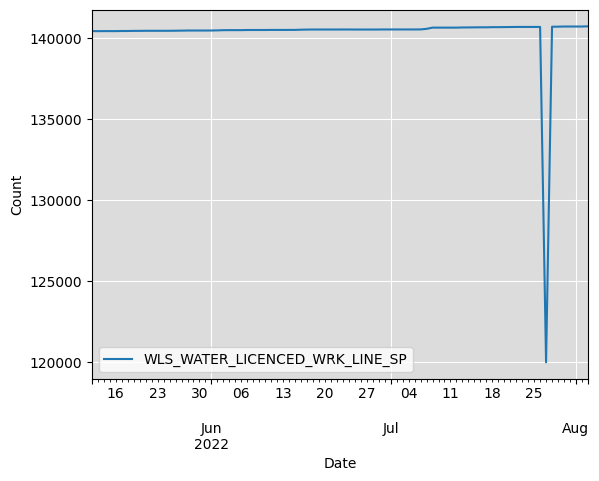 140000
135000
130000
125000
120000
Count
WLS_WATER_LICENCED_WRK_LINE_SP
16 23 30 06 13 20 27 04 11 18 25
Jun Jul Aug
2022
Date